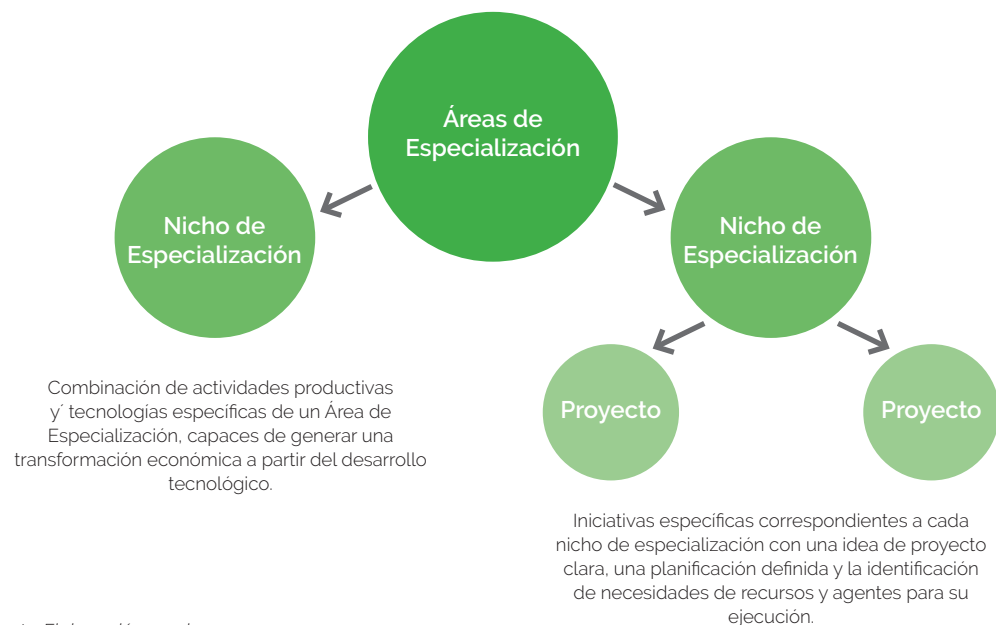 Áreas de
Especialización
Nicho de
Especialización
Nicho de
Especialización
Combinación de actividades productivas
y´ tecnologías específicas de un Área de
Especialización, capaces de generar una
transformación económica a partir del desarrollo
tecnológico.
Proyecto
Proyecto
Iniciativas específicas correspondientes a cada
nicho de especialización con una idea de proyecto
clara, una planificación definida y la identificación
de necesidades de recursos y agentes para su
ejecución.